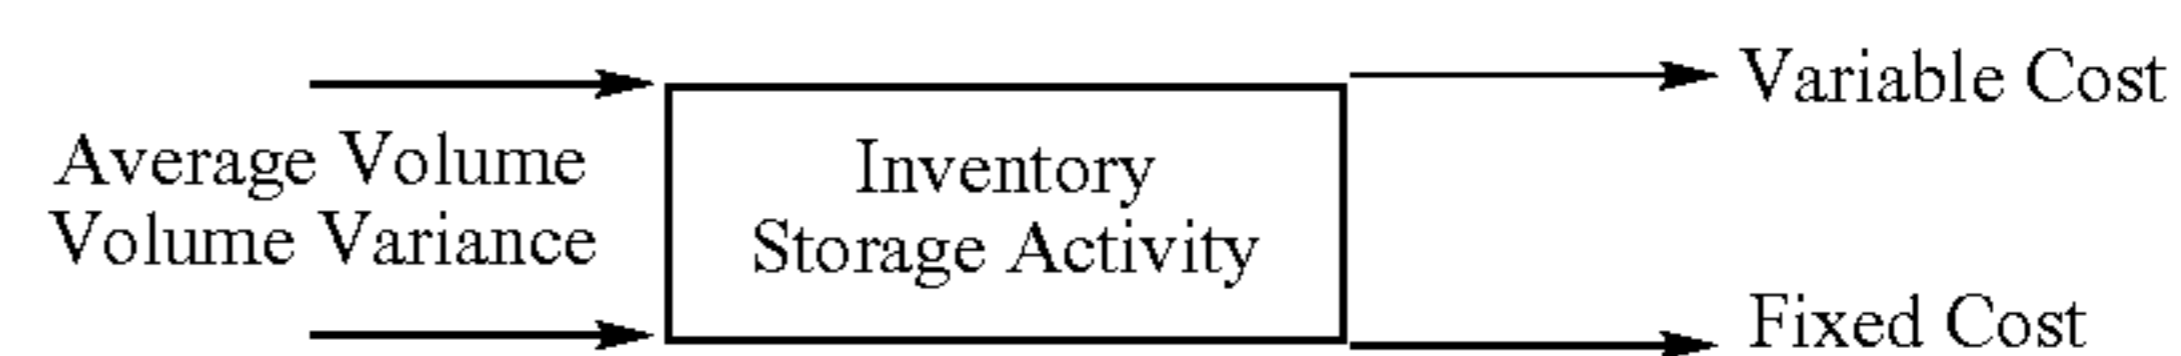 Average Volume
Volume Variance
Inventory
Storage Activity
Variable Cost
Fixed Cost